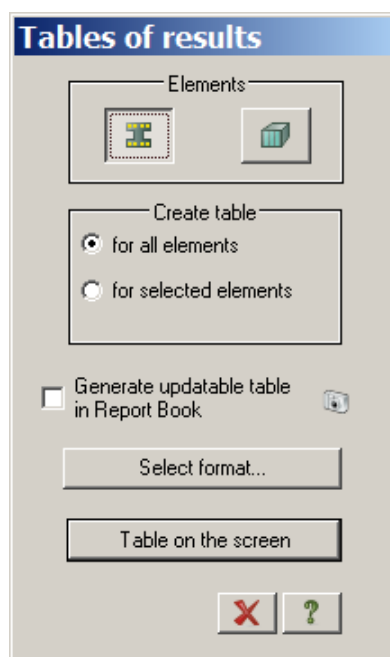 Tables of results
Elements
Create table
for all elements
for selected elements
Generate updatable table
in Report Book
Select format...
Table on the screen
?